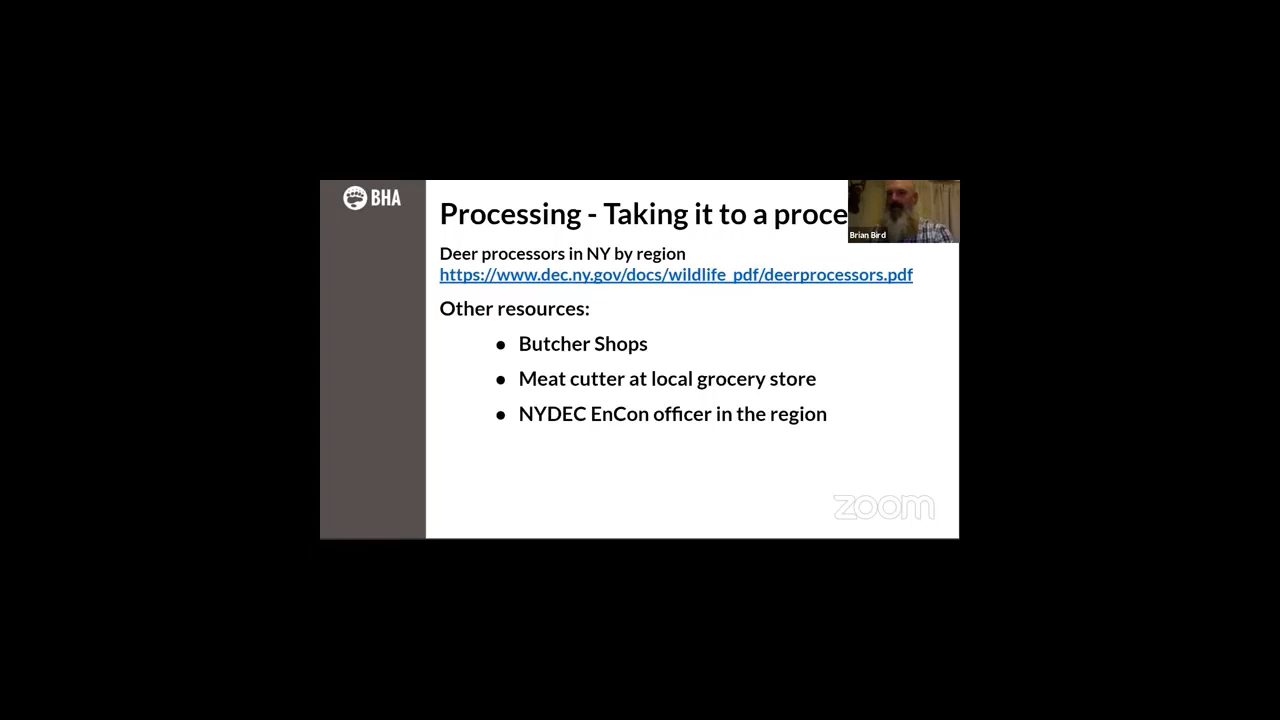 BHA
Processing - Taking it to a proce
Brian Bird
Deer processors in NY by region
https://www.dec.ny.gov/docs/wildlife_pdf/deerprocessors.pdf
Other resources:
● Butcher Shops
● Meat cutter at local grocery store
● NYDEC EnCon officer in the region
zoom